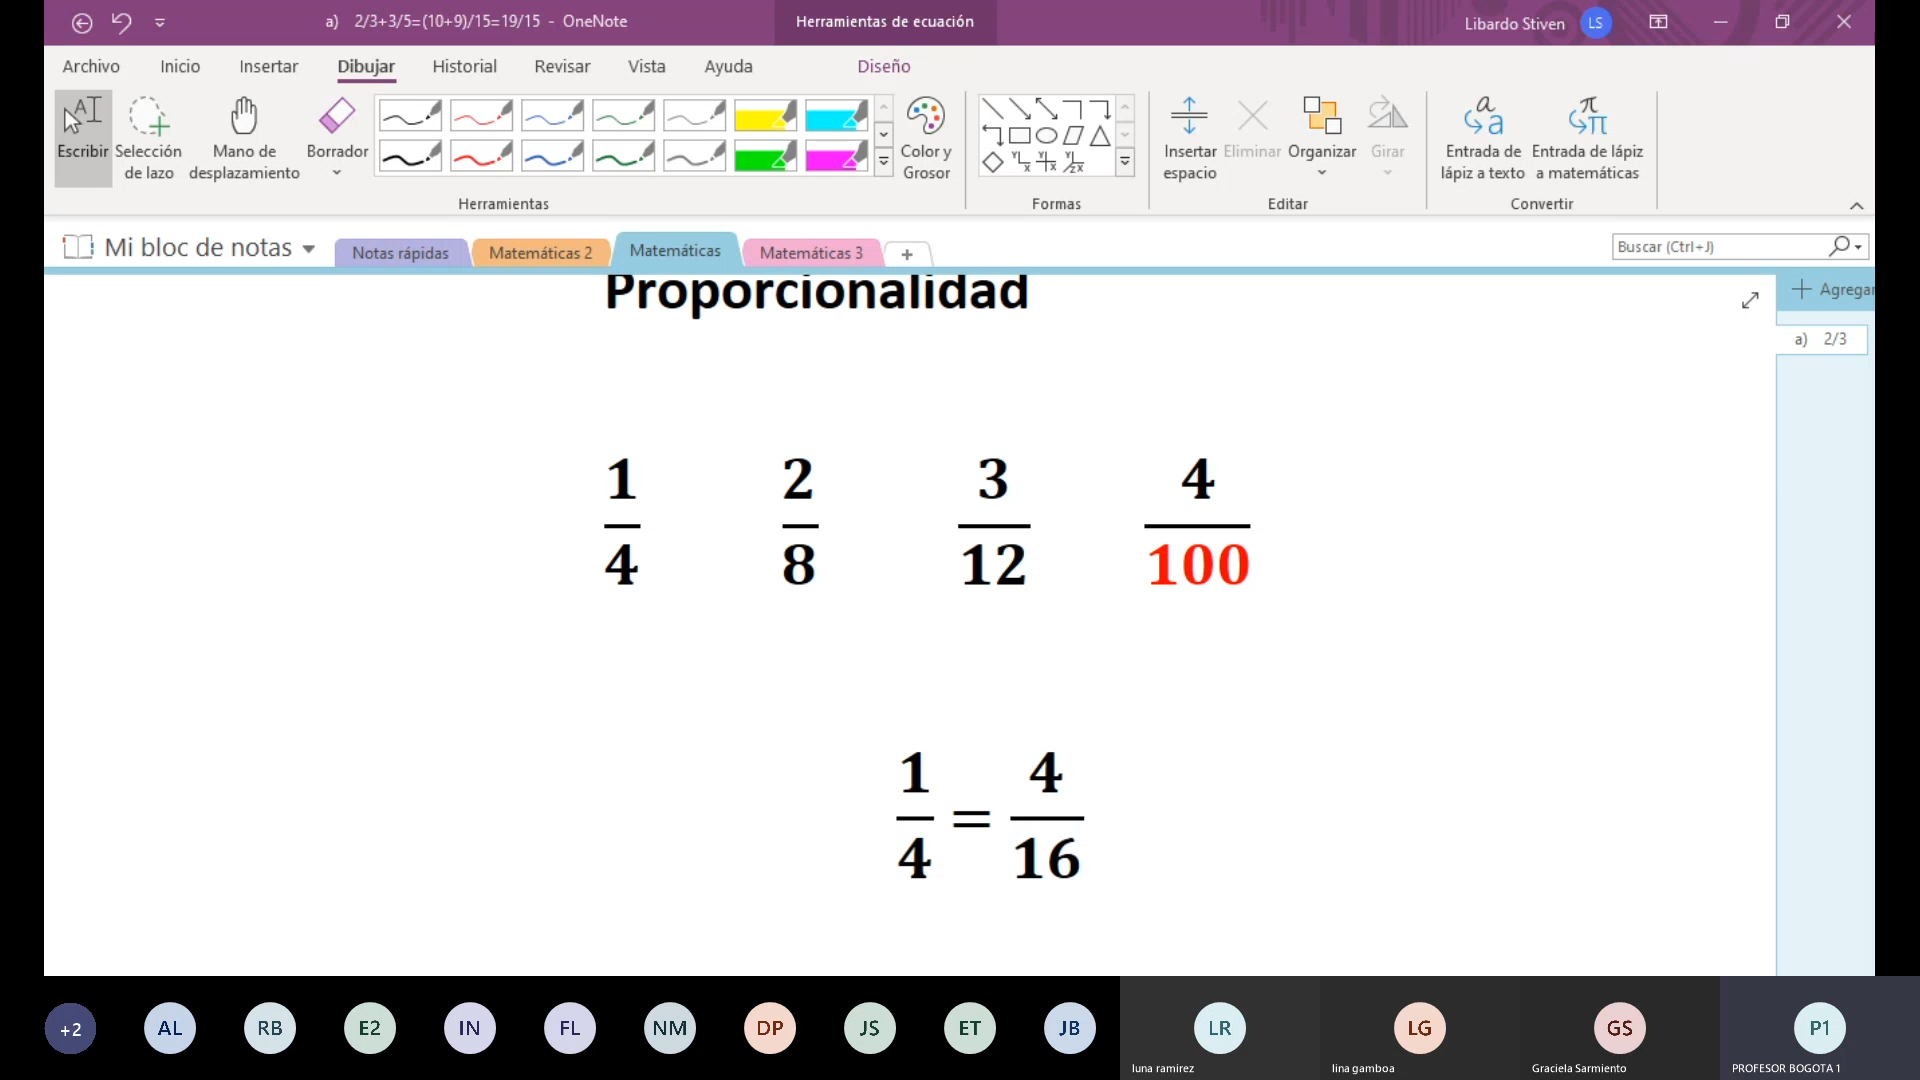 a) 2/3+3/5=(10+9)/15=19/15 - OneNote
Herramientas de ecuación
Libardo Stiven LS
Archivo Inicio Insertar Dibujar Historial Revisar Vista Ayuda Diseño
Escribir
Selección de lazo
Mano de desplazamiento
Borrador
Color y Grosor
Insertar espacio
Eliminar
Organizar
Girar
Entrada de lápiz a texto
Entrada de lápiz a matemáticas
Herramientas Formas Editar Convertir
Mi bloc de notas
Notas rápidas Matemáticas 2 Matemáticas Matemáticas 3 +
Buscar (Ctrl+J)
Proporcionalidad
Agregar
a) 2/3
1 2 3 4
4 8 12 100
1 = 4
4 16
+2 AL RB E2 IN FL NM DP JS ET JB LR LG GS P1
luna ramirez lina gamboa Graciela Sarmiento PROFESOR BOGOTA 1